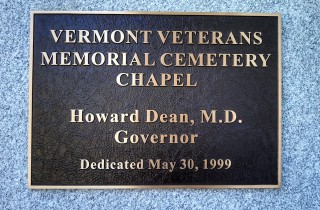 VERMONT VETERANS
MEMORIAL CEMETERY
CHAPEL
Howard Dean, M.D.
Governor
Dedicated May 30, 1999